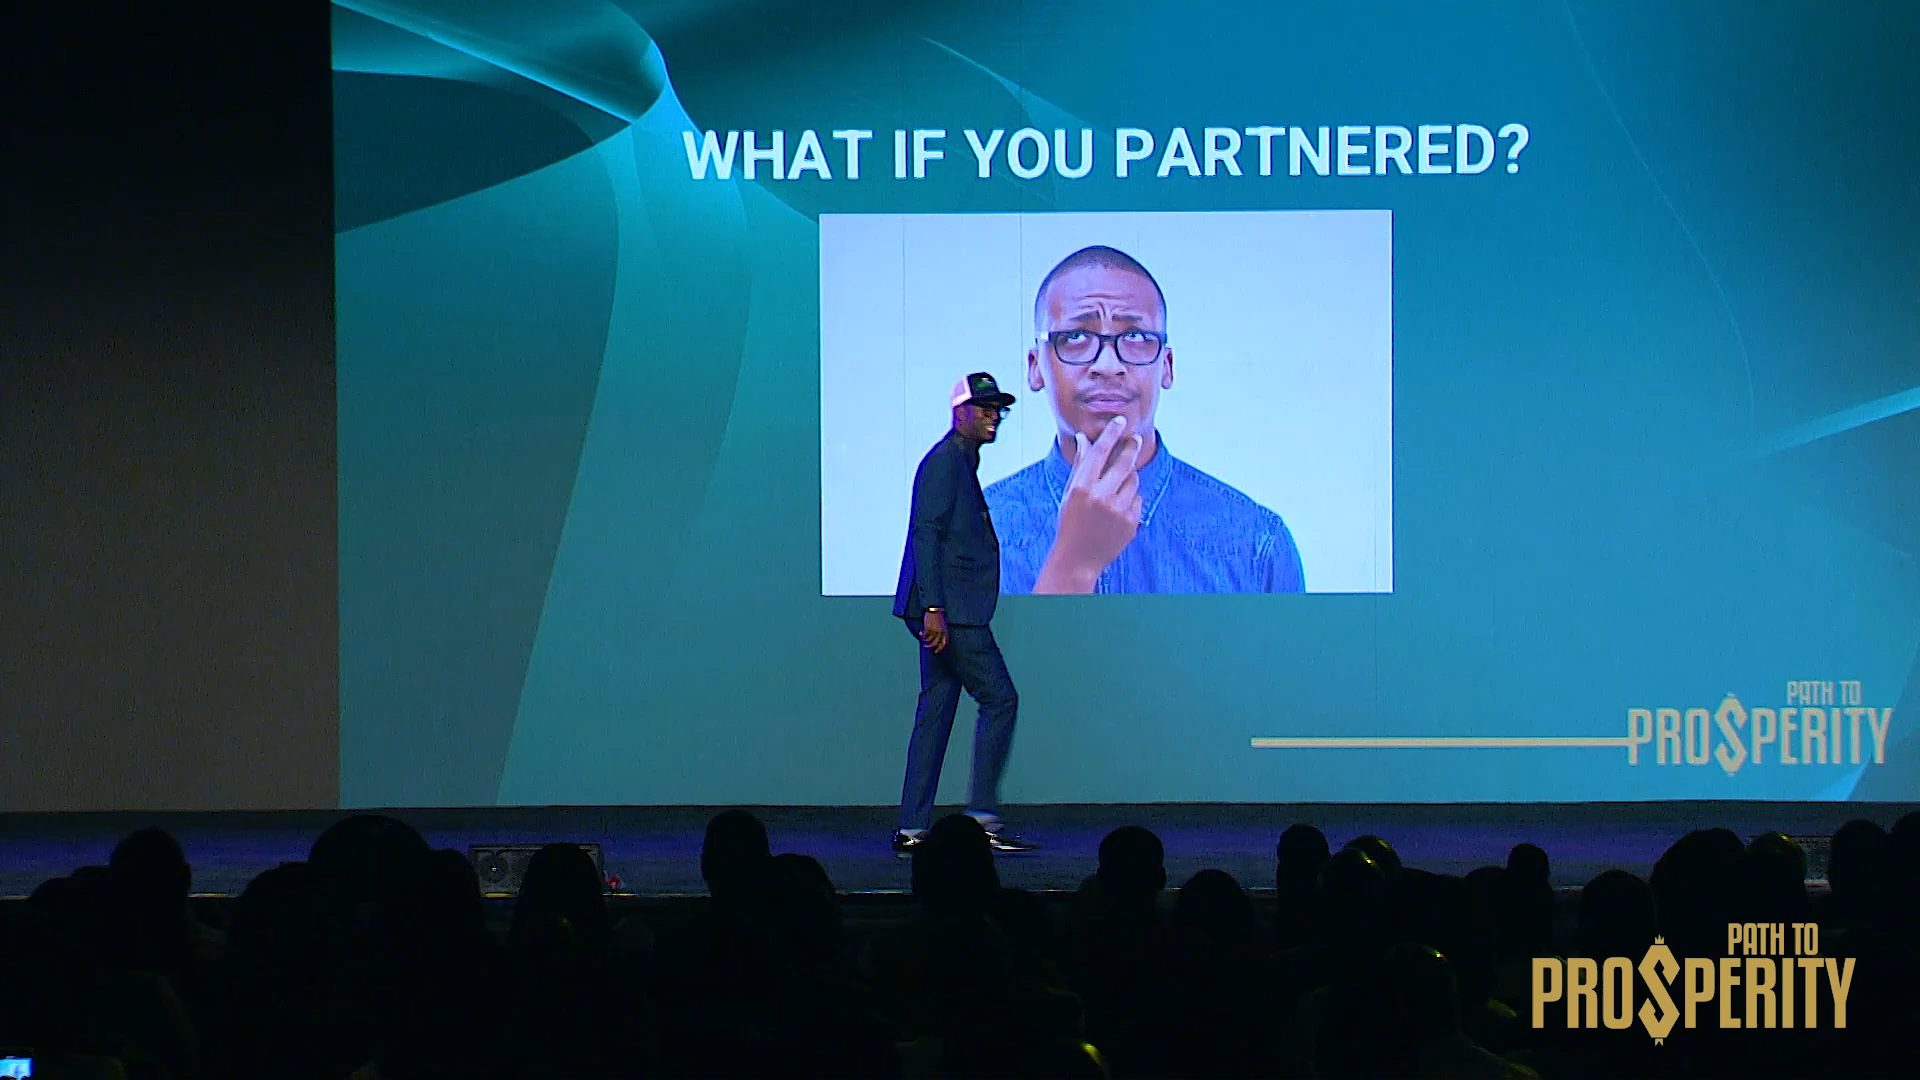 WHAT IF YOU PARTNERED?
PATH TO
PRO$PERITY
PATH TO
PRO$PERITY